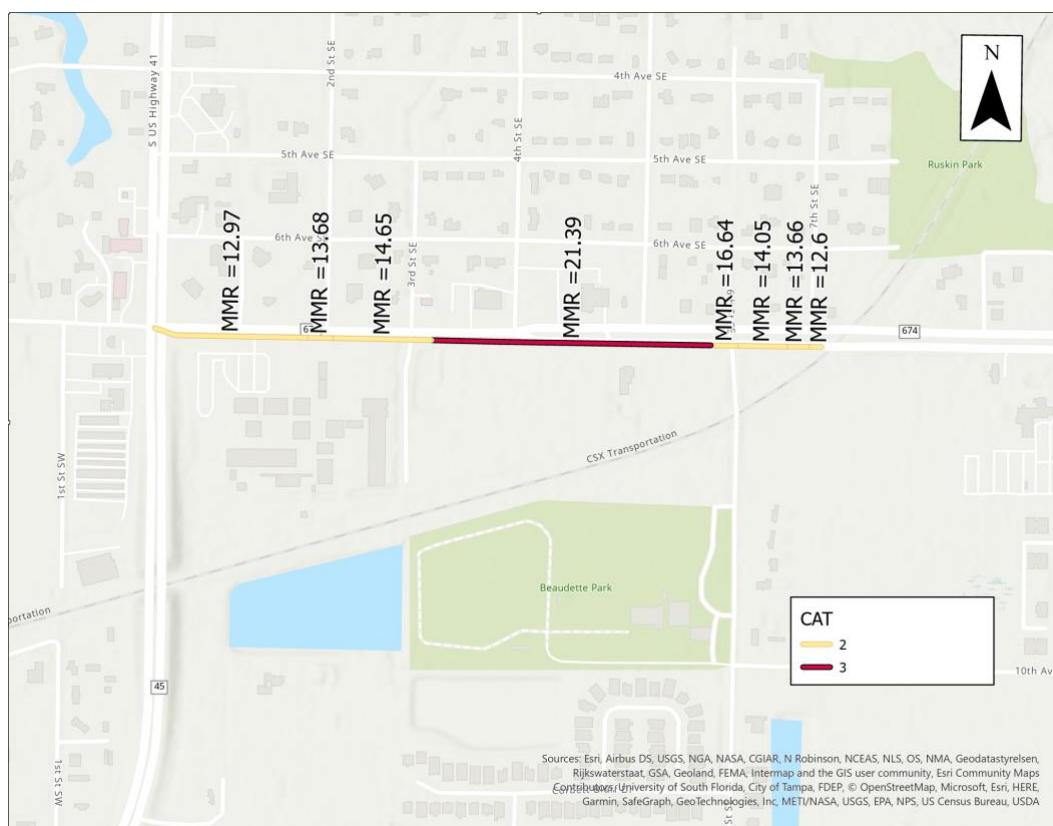 N
S US Highway 41
2nd St SE
4th Ave SE
4th St SE
5th Ave SE
5th Ave SE
Ruskin Park
7th St SE
6th Ave SE
6th Ave SE
3rd St SE
MMR =12.97
MMR =13.68
MMR =14.65
MMR =21.39
MMR =16.64
MMR =14.05
MMR =13.66
MMR =12.6
674
CSX Transportation
1st St SW
Beaudette Park
portation
CAT
2
3
10th Av
45
1st St SW
St S
Sources: Esri, Airbus DS, USGS, NGA, NASA, CGIAR, N Robinson, NCEAS, NLS, OS, NMA, Geodatastyrelsen,
Rijkswaterstaat, GSA, Geoland, FEMA, Intermap and the GIS user community, Esri Community Maps
Contributors, University of South Florida, City of Tampa, FDEP, © OpenStreetMap, Microsoft, Esri, HERE,
Garmin, SafeGraph, GeoTechnologies, Inc, METI/NASA, USGS, EPA, NPS, US Census Bureau, USDA